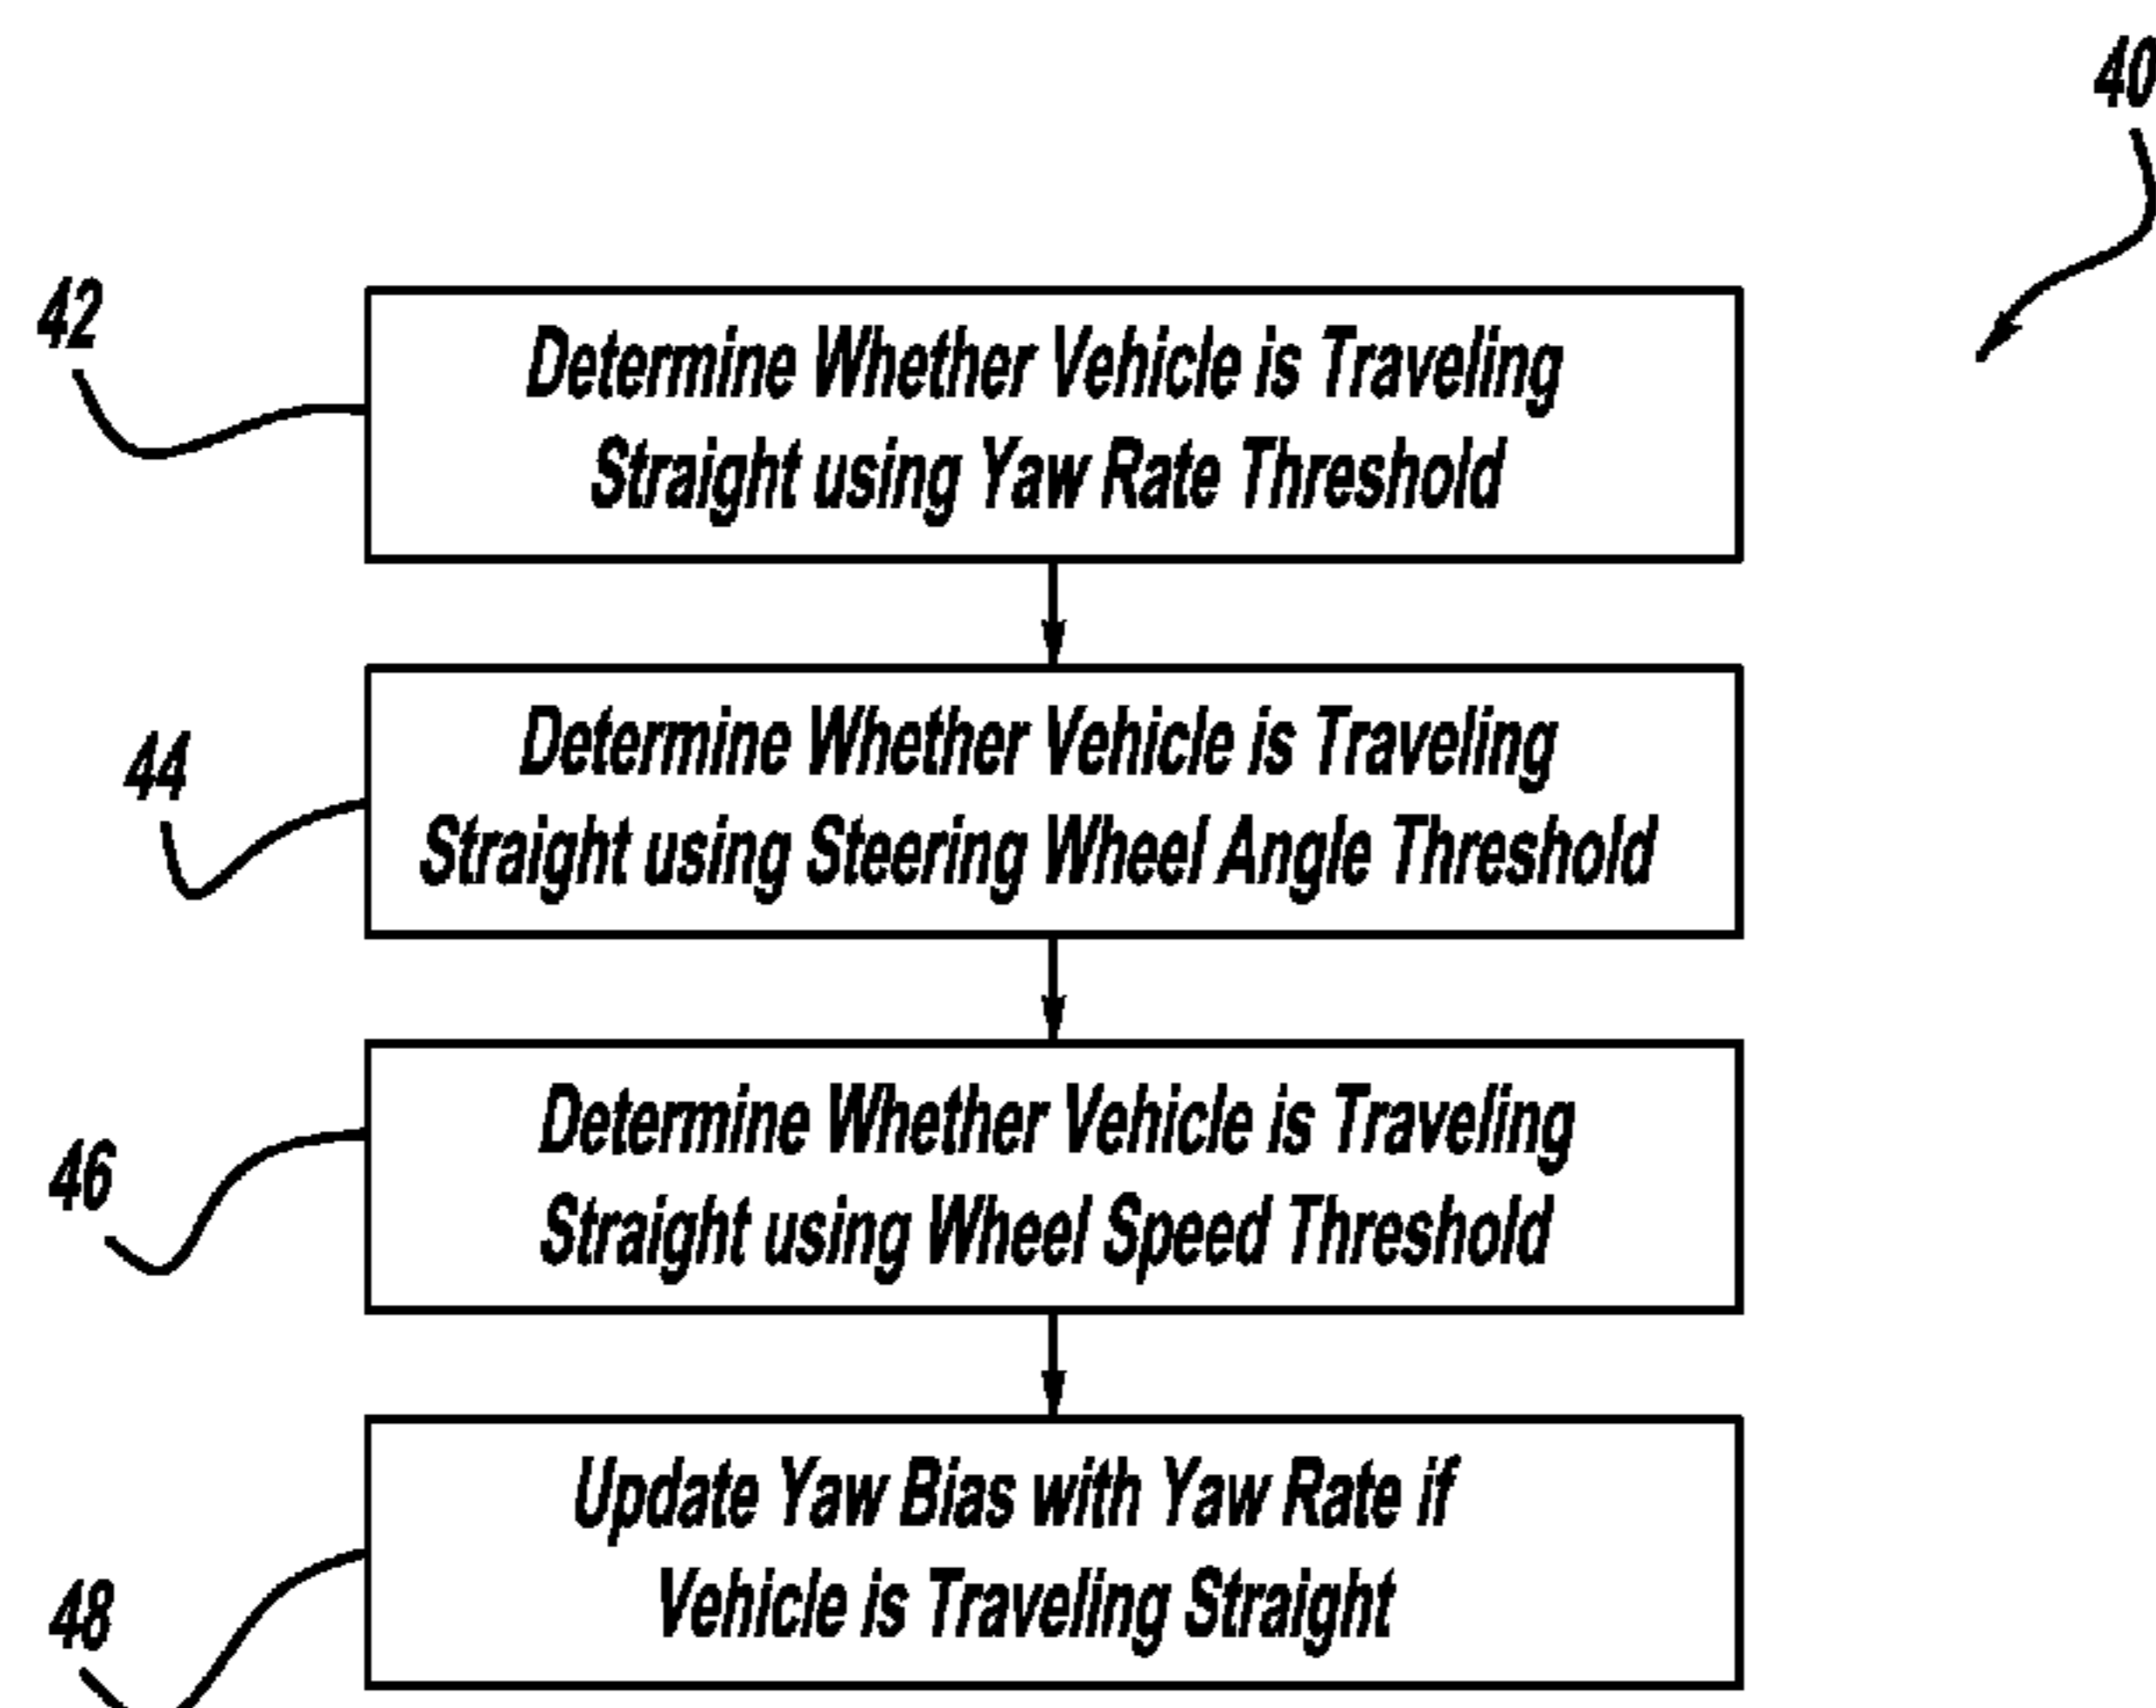 40
42
Determine Whether Vehicle is Traveling
Straight using Yaw Rate Threshold
44
Determine Whether Vehicle is Traveling
Straight using Steering Wheel Angle Threshold
46
Determine Whether Vehicle is Traveling
Straight using Wheel Speed Threshold
48
Update Yaw Bias with Yaw Rate if
Vehicle is Traveling Straight